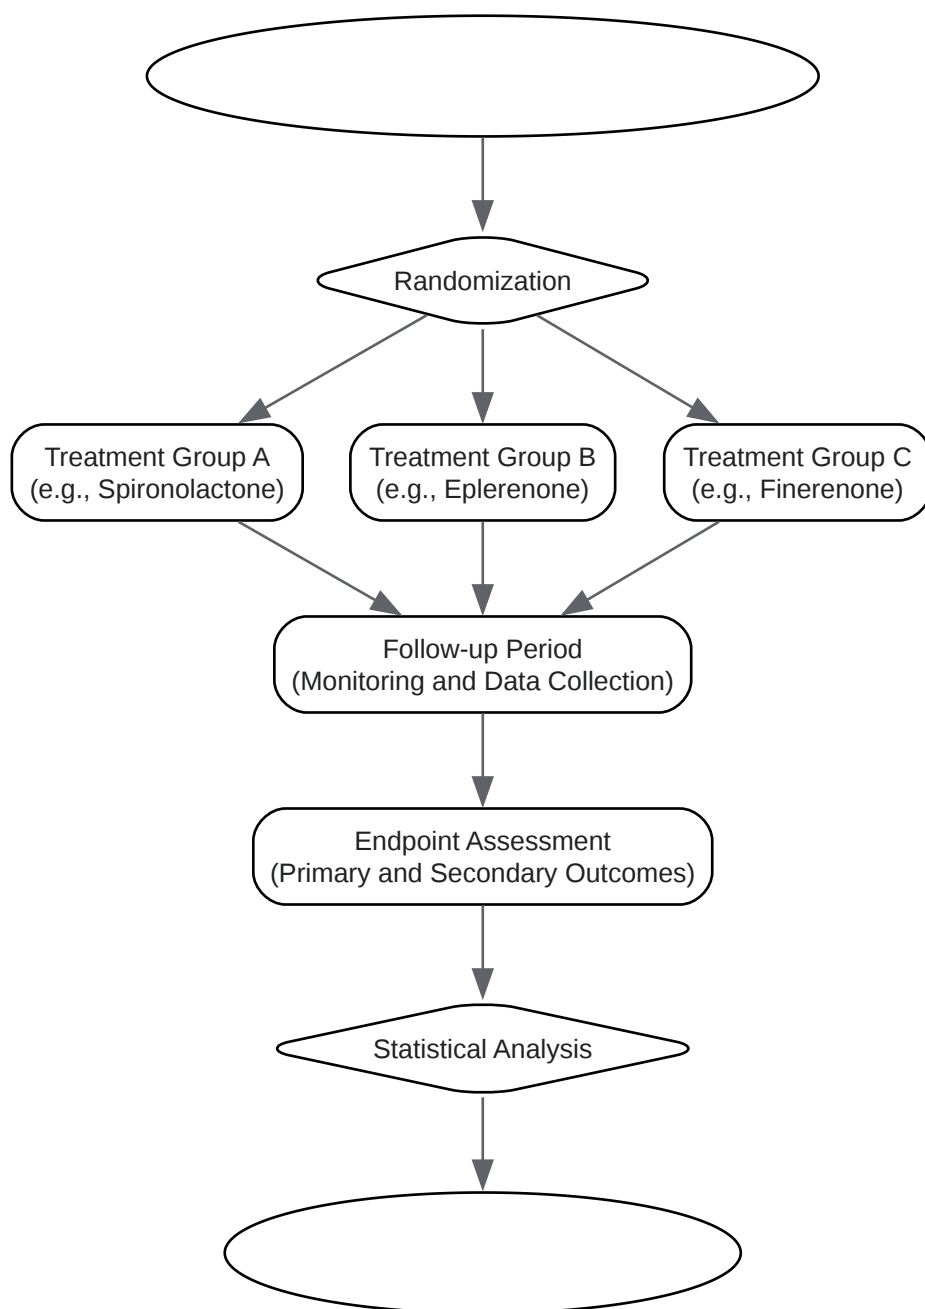 Randomization
Treatment Group A
(e.g., Spironolactone)
Treatment Group B
(e.g., Eplerenone)
Treatment Group C
(e.g., Finerenone)
Follow-up Period
(Monitoring and Data Collection)
Endpoint Assessment
(Primary and Secondary Outcomes)
Statistical Analysis